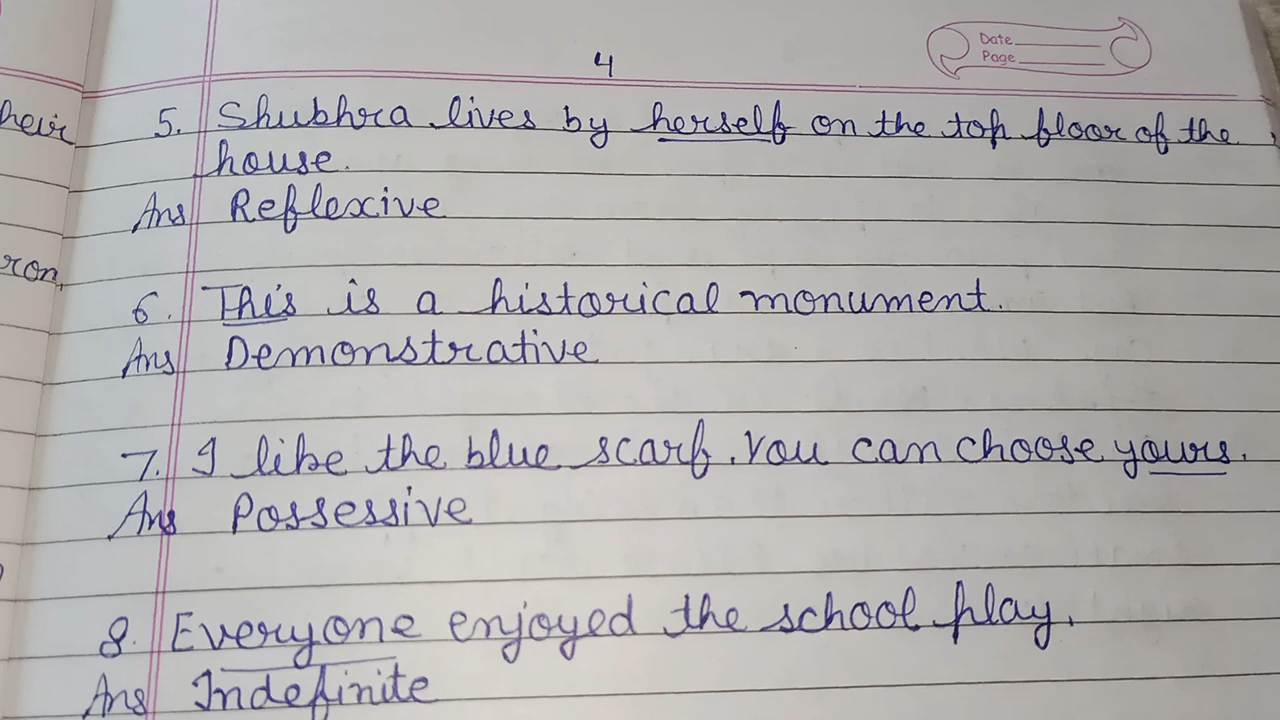 Date
Page
4
heir
5. Shubhra lives by herself on the top floor of the
house.
Ans Reflexive
ron,
6. This is a historical monument.
Ans Demonstrative
7. I like the blue scarf. You can choose yours.
Ans Possessive
8. Everyone enjoyed the school play.
Ans Indefinite